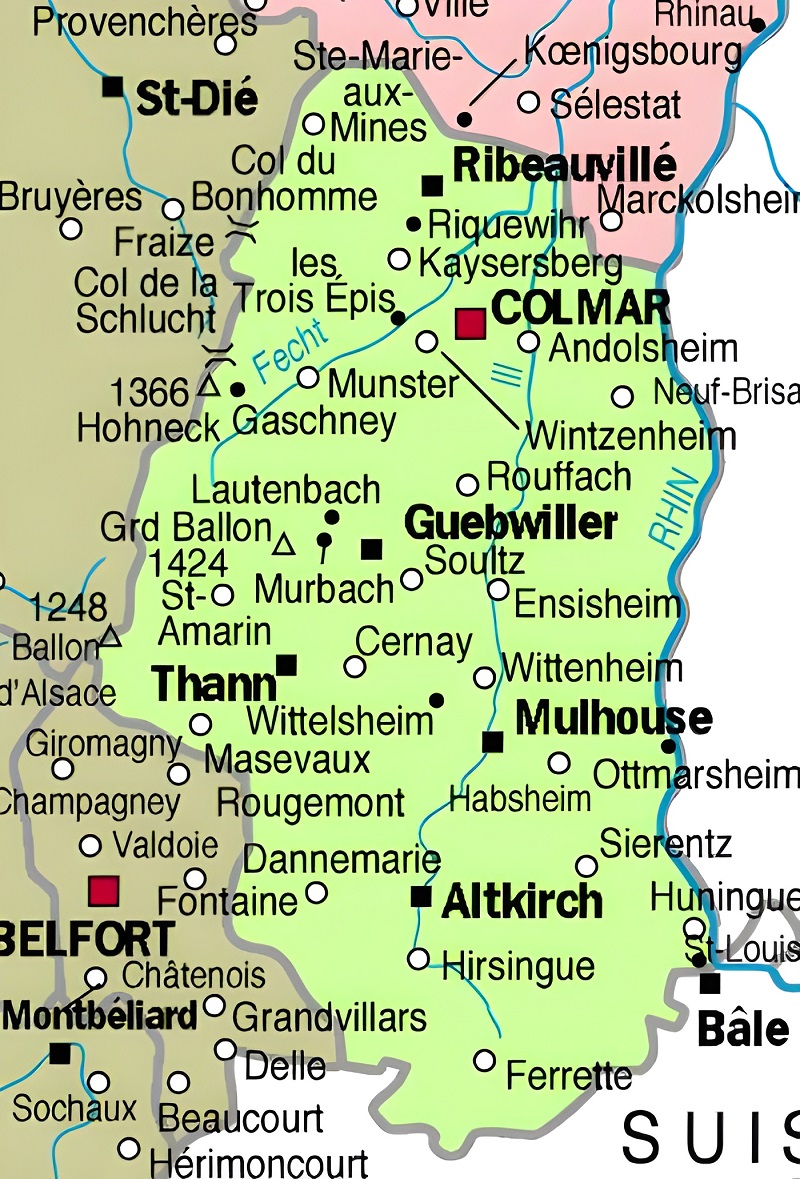 Ville
Rhinau
Provenchères
Ste-Marie-
aux-
Mines
Kœnigsbourg
St-Dié
Sélestat
Col du
Bonhomme
Ribeauvillé
Bruyères
Marckolshei
Fraize
Riquewihr
Col de la
Schlucht
les
Trois Épis
Kaysersberg
COLMAR
Fecht
Ill
Andolsheim
1366
Hohneck
Munster
Neuf-Brisa
Gaschney
Wintzenheim
Lautenbach
Rouffach
RHIN
Grd Ballon
1424
Guebwiller
Soultz
St-
Amarin
Murbach
Ensisheim
1248
Ballon
d'Alsace
Cernay
Wittenheim
Thann
Wittelsheim
Mulhouse
Giromagny
Masevaux
Ottmarsheim
Champagney
Rougemont
Habsheim
Valdoie
Dannemarie
Sierentz
Fontaine
Altkirch
Huningue
BELFORT
St-Louis
Châtenois
Hirsingue
Montbéliard
Grandvillars
Bâle
Delle
Ferrette
Sochaux
Beaucourt
SUIS
Hérimoncourt